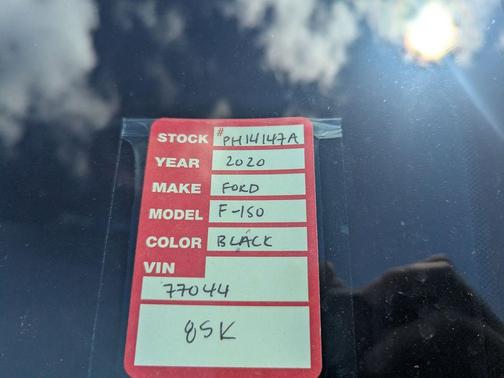 STOCK # PH14147A
YEAR 2020
MAKE FORD
MODEL F-150
COLOR BLACK
VIN
77044
85K